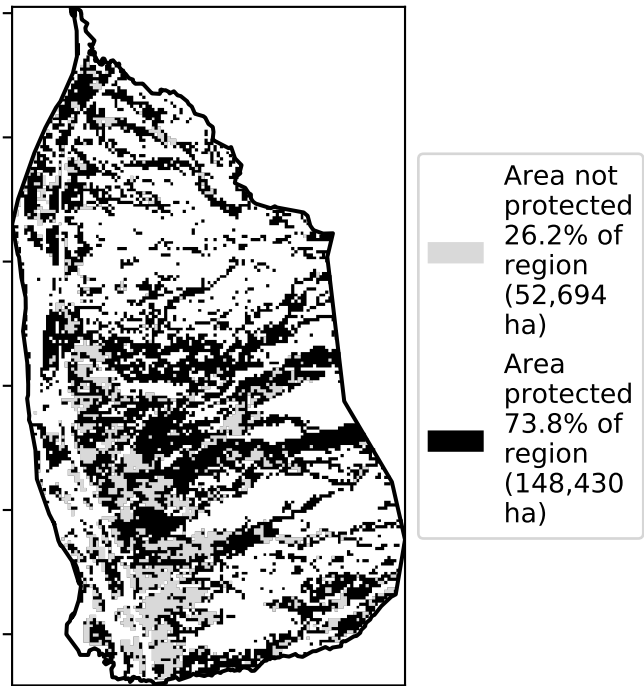 Area not
protected
26.2% of
region
(52,694
ha)
Area
protected
73.8% of
region
(148,430
ha)